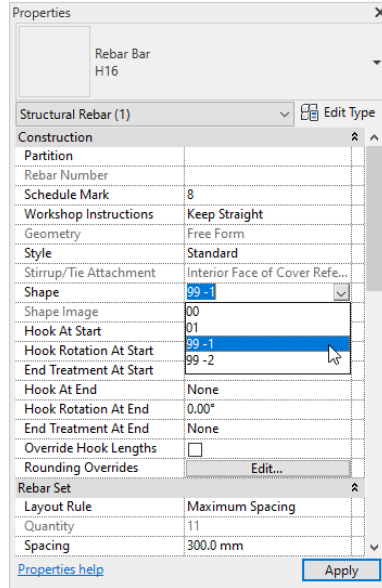 Properties
Rebar Bar
H16
Structural Rebar (1) Edit Type
Construction
Partition
Rebar Number
Schedule Mark 8
Workshop Instructions Keep Straight
Geometry Free Form
Style Standard
Stirrup/Tie Attachment Interior Face of Cover Refe...
Shape 99 -1
Shape Image 00
Hook At Start 01
Hook Rotation At Start 99 -1
End Treatment At Start 99 -2
Hook At End None
Hook Rotation At End 0.00°
End Treatment At End None
Override Hook Lengths
Rounding Overrides Edit...
Rebar Set
Layout Rule Maximum Spacing
Quantity 11
Spacing 300.0 mm
Properties help Apply